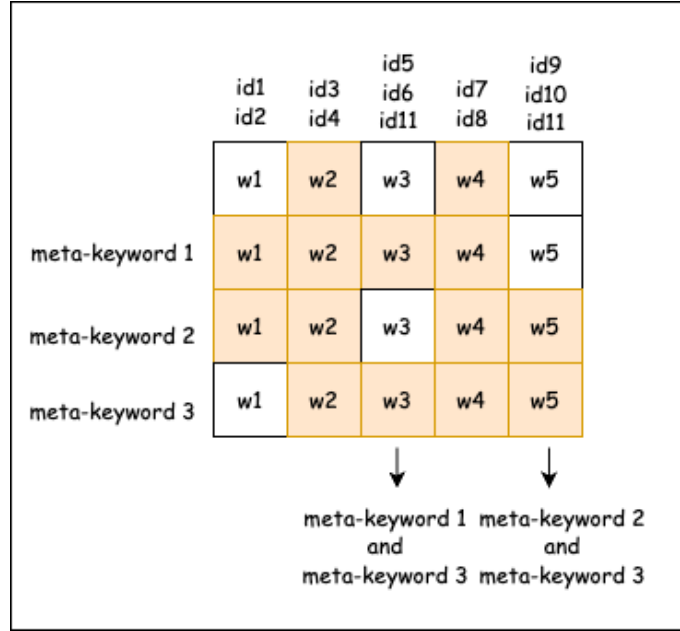 id5 id9
id1 id3 id6 id7 id10
id2 id4 id11 id8 id11
w1 w2 w3 w4 w5
meta-keyword 1 w1 w2 w3 w4 w5
meta-keyword 2 w1 w2 w3 w4 w5
meta-keyword 3 w1 w2 w3 w4 w5
meta-keyword 1 meta-keyword 2
and and
meta-keyword 3 meta-keyword 3